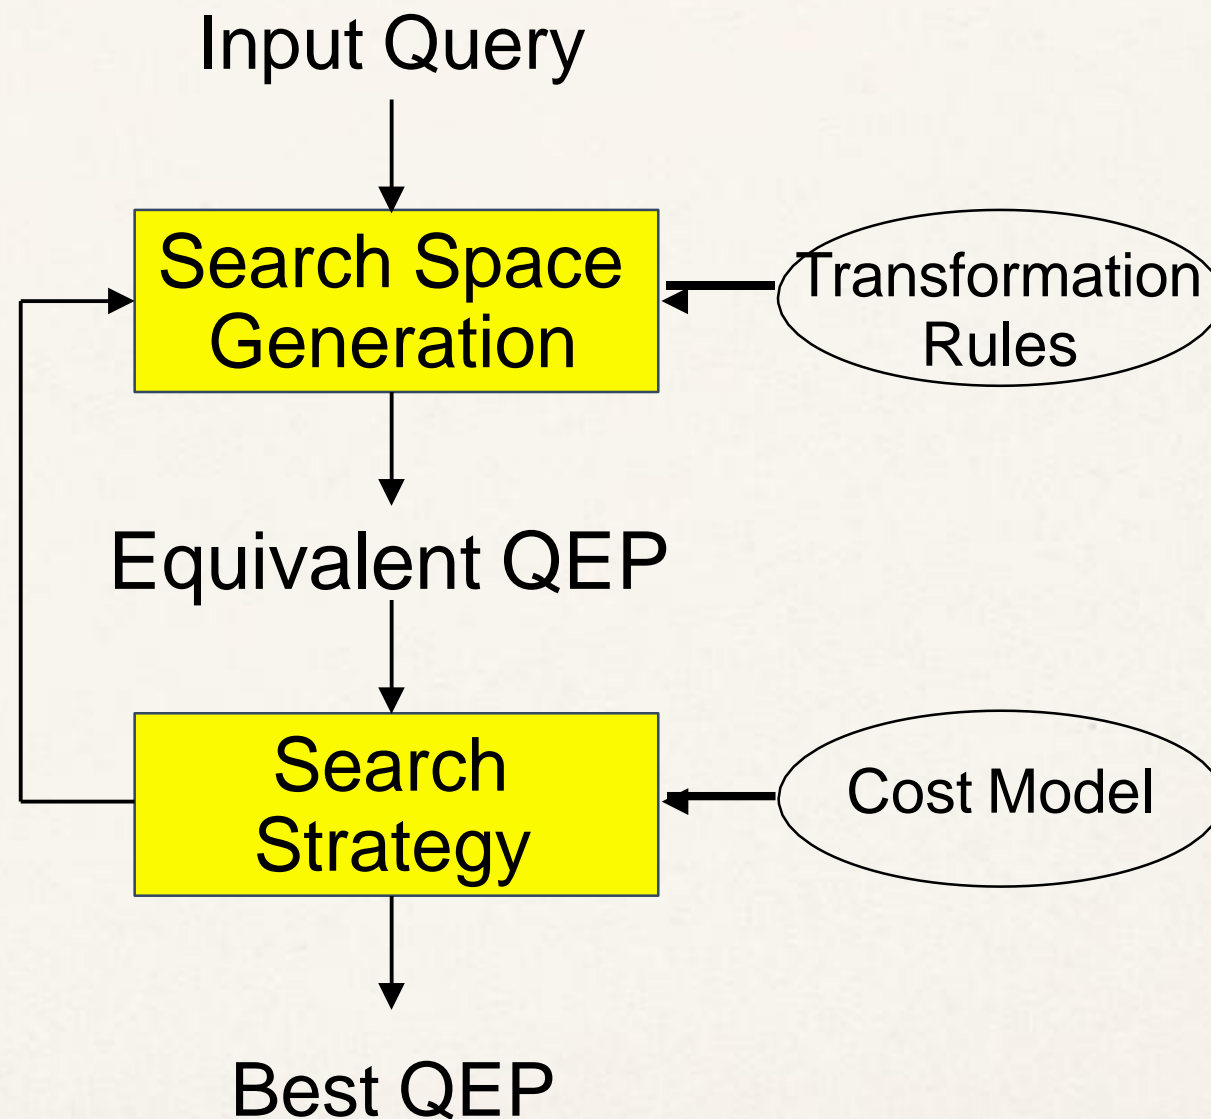 Input Query
Search Space
Generation
Transformation
Rules
Equivalent QEP
Search
Strategy
Cost Model
Best QEP